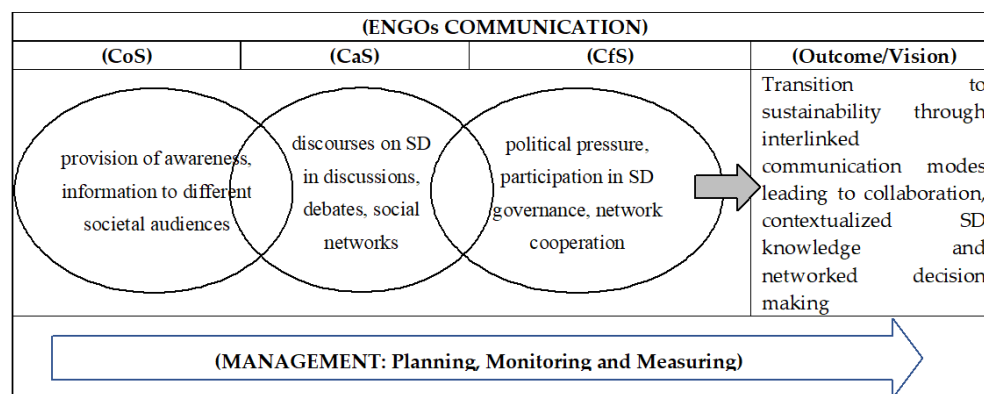 (ENGOs COMMUNICATION)
(CoS)
(CaS)
(CfS)
(Outcome/Vision)
provision of awareness,
information to different
societal audiences
discourses on SD
in discussions,
debates, social
networks
political pressure,
participation in SD
governance, network
cooperation
Transition to
sustainability through
interlinked
communication modes
leading to collaboration,
contextualized SD
knowledge and
networked decision
making
(MANAGEMENT: Planning, Monitoring and Measuring)